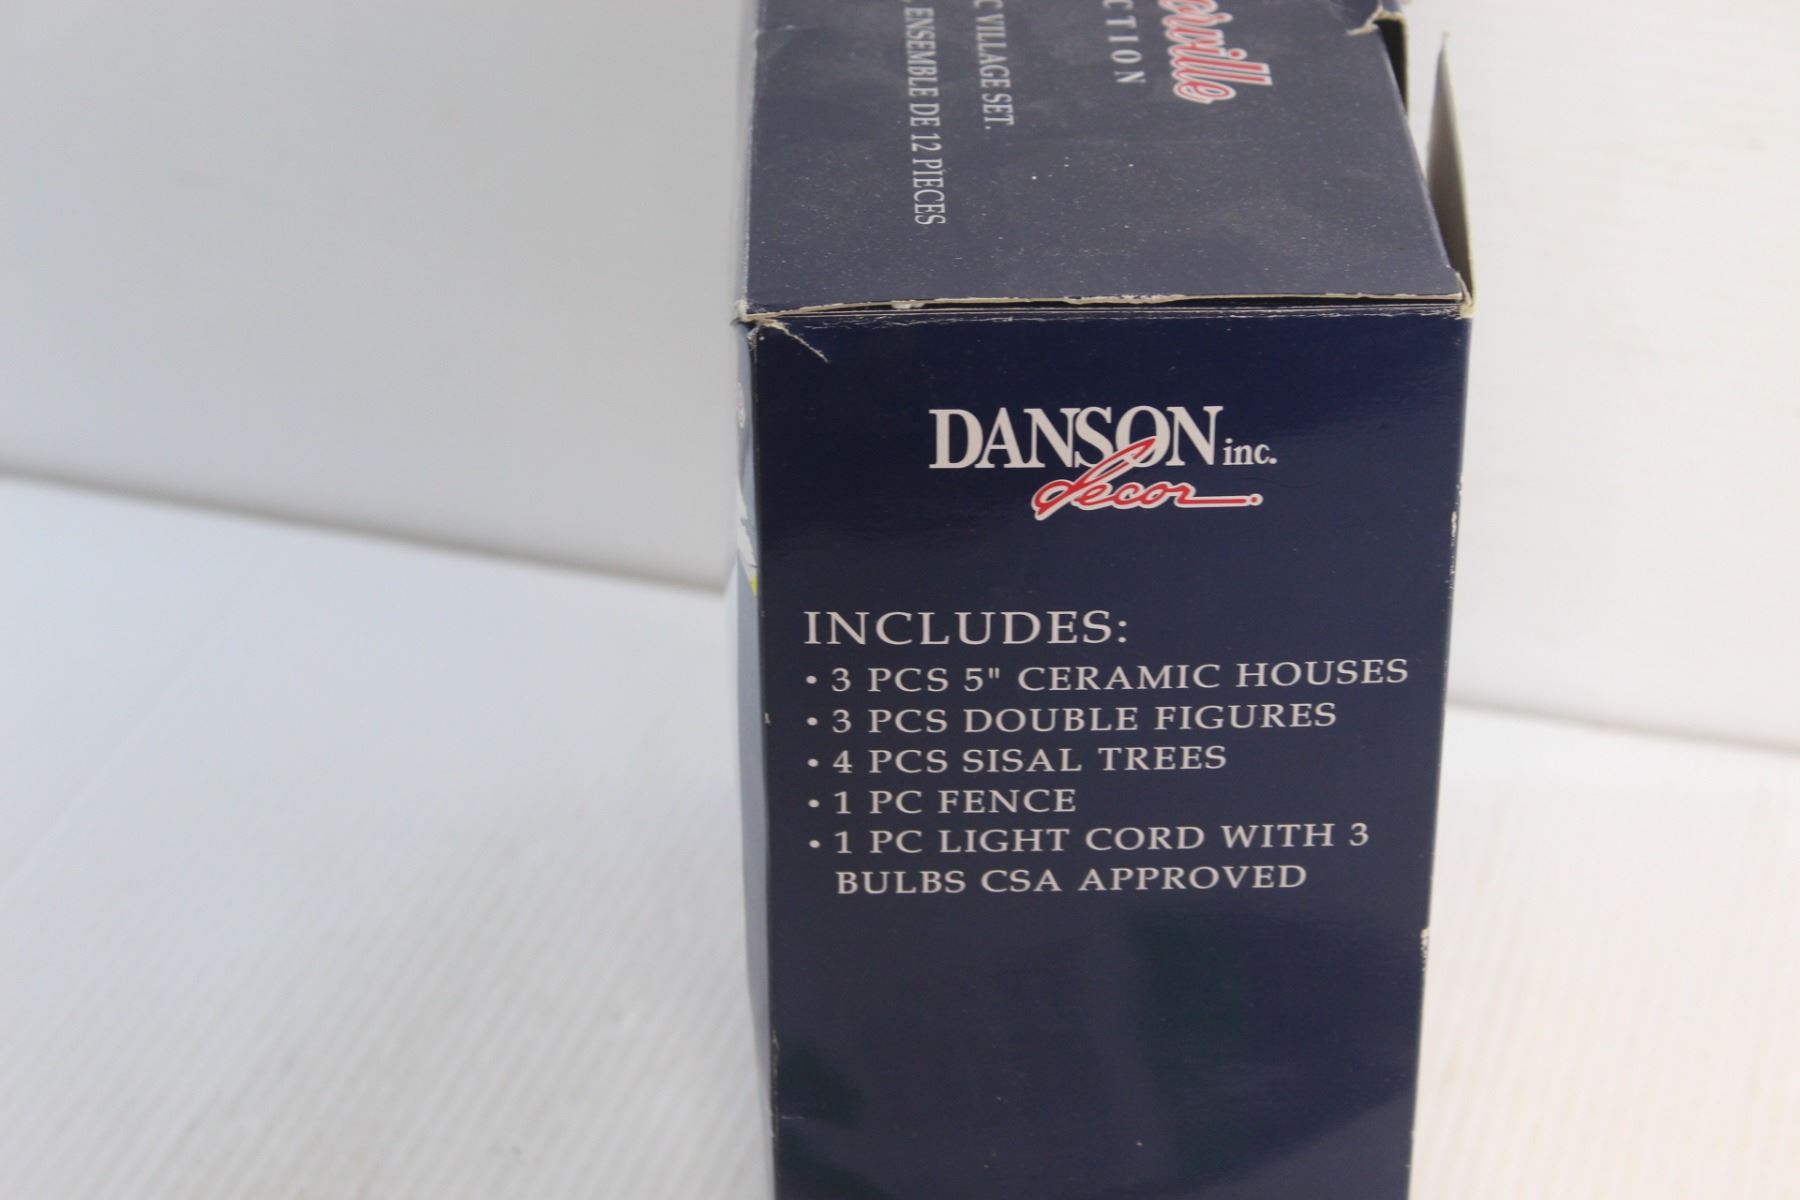 VILLAGE SET.
ENSEMBLE DE 12 PIECES
DANSON inc.
decor
INCLUDES:
• 3 PCS 5" CERAMIC HOUSES
• 3 PCS DOUBLE FIGURES
• 4 PCS SISAL TREES
• 1 PC FENCE
• 1 PC LIGHT CORD WITH 3
BULBS CSA APPROVED